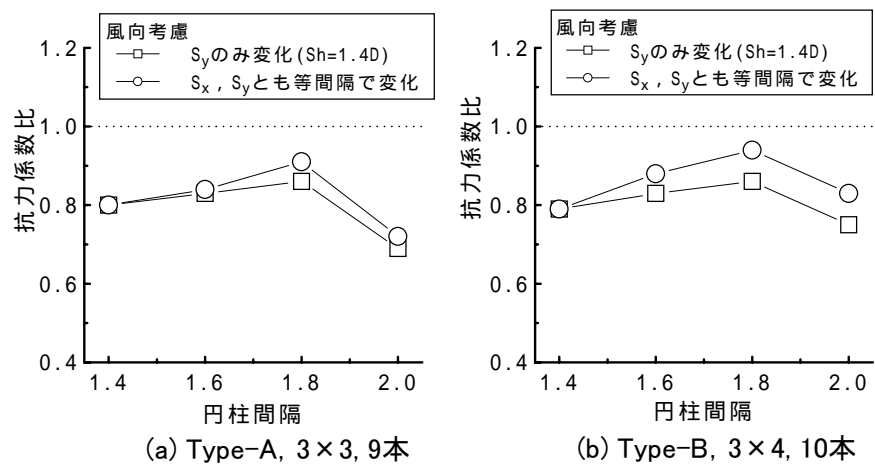 風向考慮
Syのみ変化(Sh=1.4D)
Sx，Syとも等間隔で変化
抗力係数比
1.2
1.0
0.8
0.6
0.4
1.4
1.6
1.8
2.0
円柱間隔
(a) Type-A, 3×3, 9本
風向考慮
Syのみ変化(Sh=1.4D)
Sx，Syとも等間隔で変化
抗力係数比
1.2
1.0
0.8
0.6
0.4
1.4
1.6
1.8
2.0
円柱間隔
(b) Type-B, 3×4, 10本